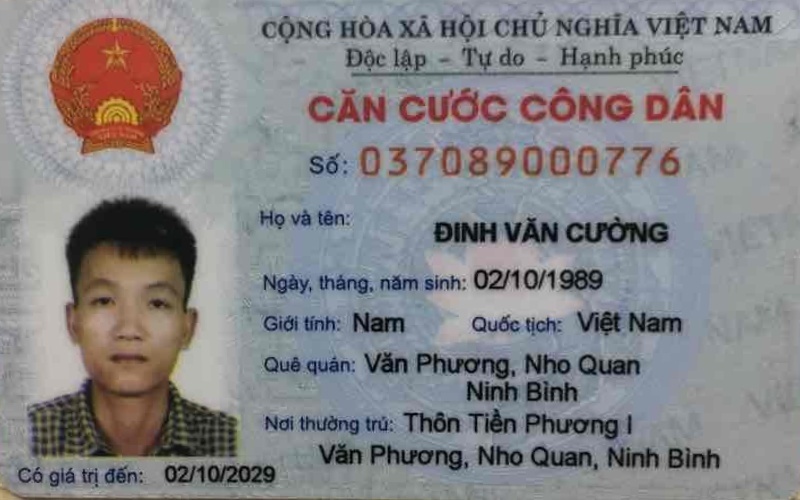 CỘNG HÒA XÃ HỘI CHỦ NGHĨA VIỆT NAM
Độc lập – Tự do – Hạnh phúc
CĂN CƯỚC CÔNG DÂN
Số: 037089000776
Họ và tên:
ĐINH VĂN CƯỜNG
Ngày, tháng, năm sinh: 02/10/1989
Giới tính: Nam Quốc tịch: Việt Nam
Quê quán: Văn Phương, Nho Quan
Ninh Bình
Nơi thường trú: Thôn Tiền Phương I
Văn Phương, Nho Quan, Ninh Bình
Có giá trị đến: 02/10/2029